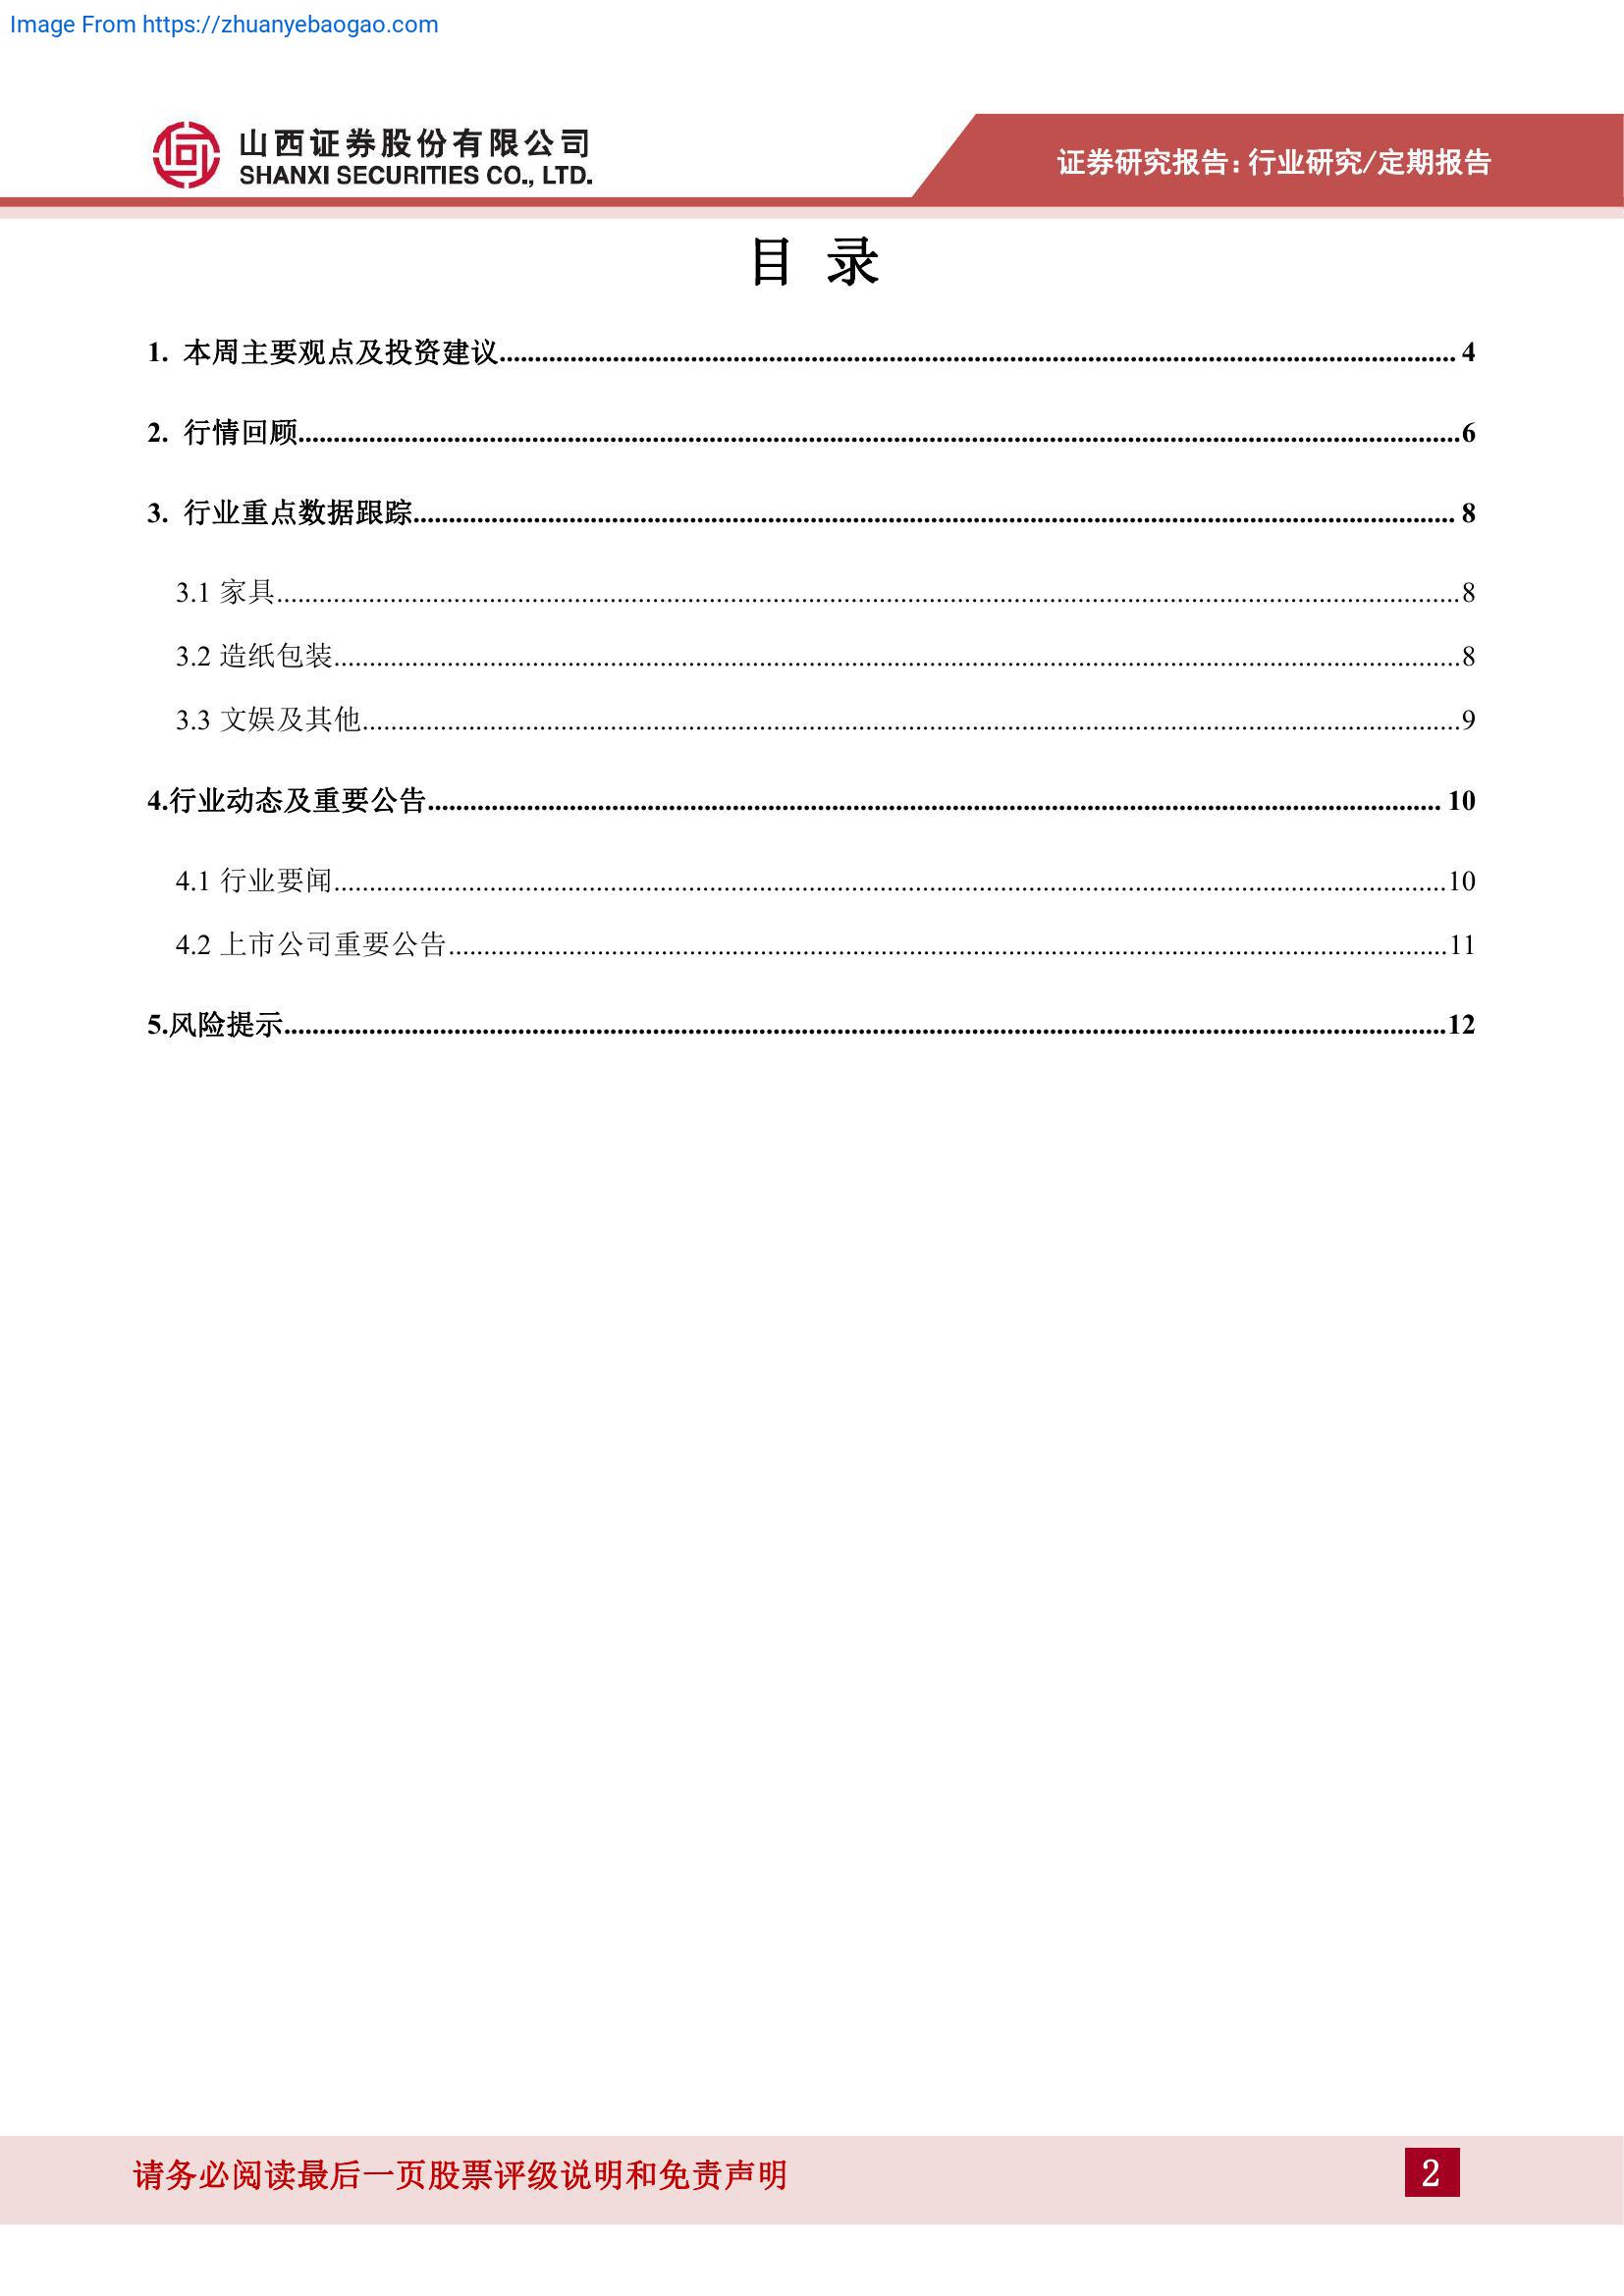 Image From https://zhuanyebaogao.com
山西证券股份有限公司
SHANXI SECURITIES CO., LTD.
证券研究报告：行业研究/定期报告
目 录
1. 本周主要观点及投资建议 4
2. 行情回顾 6
3. 行业重点数据跟踪 8
3.1 家具 8
3.2 造纸包装 8
3.3 文娱及其他 9
4.行业动态及重要公告 10
4.1 行业要闻 10
4.2 上市公司重要公告 11
5.风险提示 12
请务必阅读最后一页股票评级说明和免责声明
2